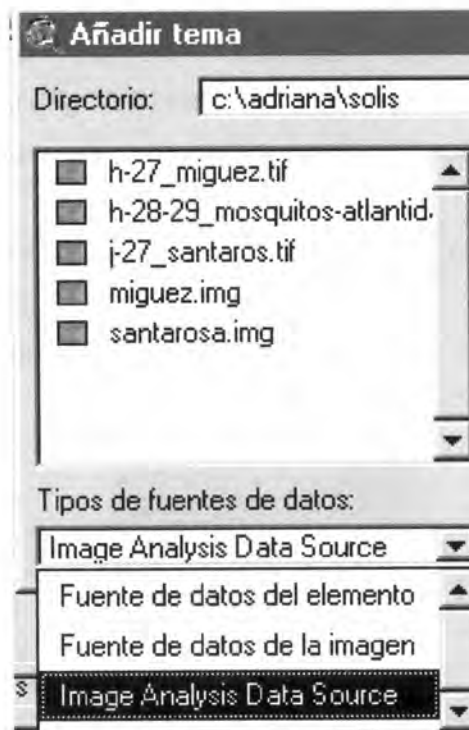 Añadir tema
Directorio: c:\adriana\solis
h-27_miguez.tif
h-28-29_mosquitos-atlantid
j-27_santaros.tif
miguez.img
santarosa.img
Tipos de fuentes de datos:
Image Analysis Data Source
Fuente de datos del elemento
Fuente de datos de la imagen
s
Image Analysis Data Source